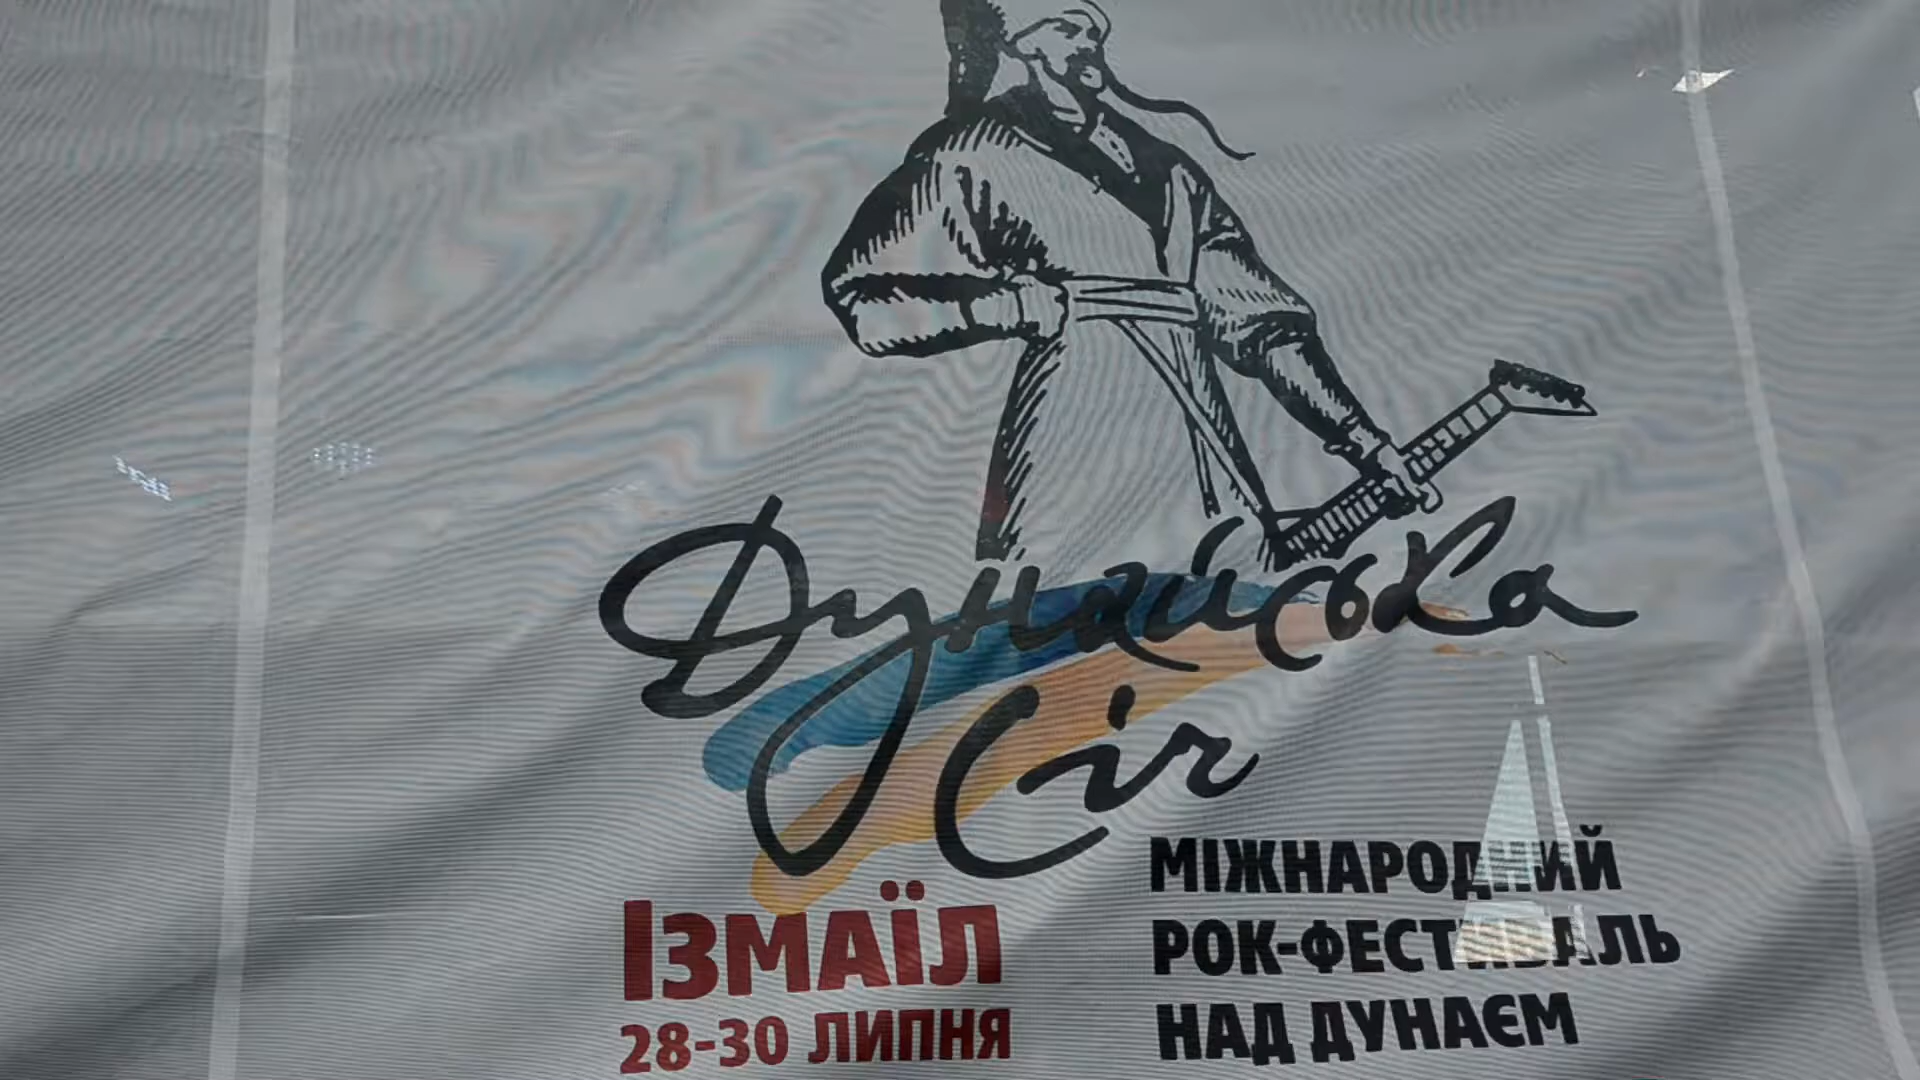 Дунайська
Січ
ІЗМАЇЛ
28-30 ЛИПНЯ
МІЖНАРОДНИЙ
РОК-ФЕСТИВАЛЬ
НАД ДУНАЄМ